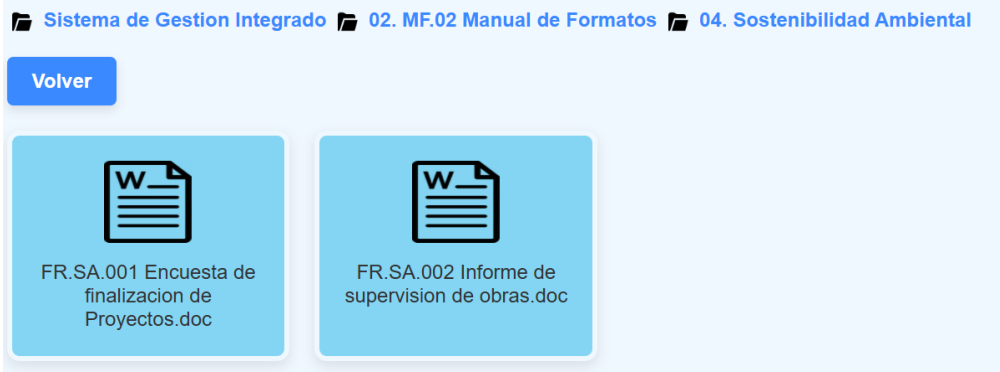 Sistema de Gestion Integrado 02. MF.02 Manual de Formatos 04. Sostenibilidad Ambiental
Volver
W
FR.SA.001 Encuesta de
finalizacion de
Proyectos.doc
W
FR.SA.002 Informe de
supervision de obras.doc